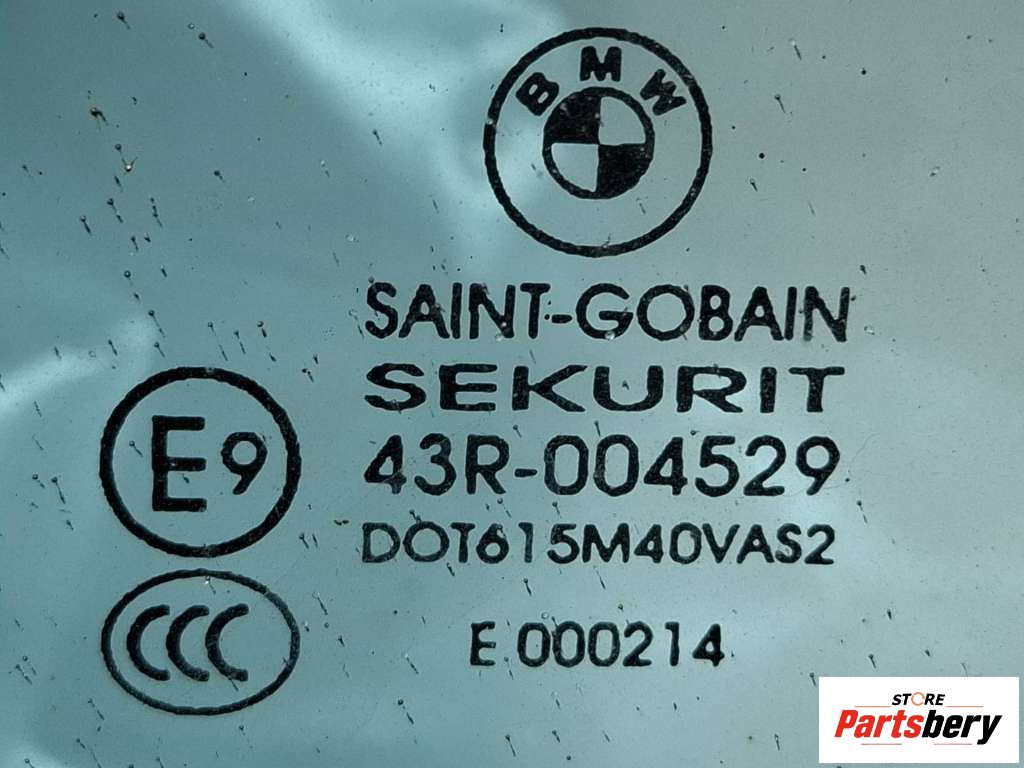 BMW
SAINT-GOBAIN
SEKURIT
E9
43R-004529
DOT615M40VAS2
CCC
E 000214
STORE
Partsbery